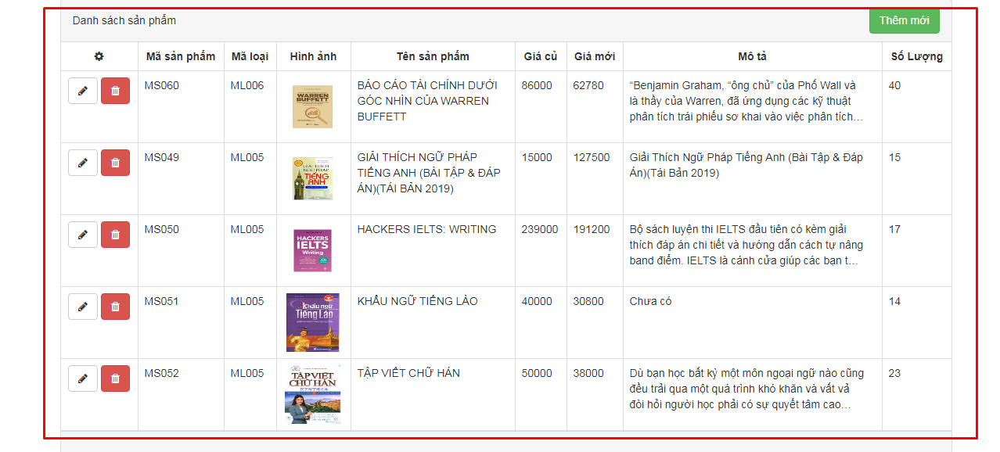 Danh sách sản phẩm
Thêm mới
Mã sản phẩm Mã loại Hình ảnh Tên sản phẩm Giá củ Giá mới Mô tả Số Lượng
MS060 ML006
WARREN
BUFFETT
BÁO CÁO TÀI CHÍNH DƯỚI
GÓC NHÌN CỦA WARREN
BUFFETT
86000 62780
“Benjamin Graham, “ông chủ” của Phố Wall và
là thầy của Warren, đã ứng dụng các kỹ thuật
phân tích trái phiếu sơ khai vào việc phân tích…
40
MS049 ML005
GIẢI THÍCH
NGỮ PHÁP
TIẾNG
ANH
GIẢI THÍCH NGỮ PHÁP
TIẾNG ANH (BÀI TẬP & ĐÁP
ÁN)(TÁI BẢN 2019)
15000 127500
Giải Thích Ngữ Pháp Tiếng Anh (Bài Tập & Đáp
Án)(Tái Bản 2019)
15
MS050 ML005
HACKERS
IELTS
Writing
HACKERS IELTS: WRITING
239000 191200
Bộ sách luyện thi IELTS đầu tiên có kèm giải
thích đáp án chi tiết và hướng dẫn cách tự nâng
band điểm. IELTS là cánh cửa giúp các bạn t…
17
MS051 ML005
Khẩu ngữ
Tiếng Lào
KHẨU NGỮ TIẾNG LÀO
40000 30800
Chưa có
14
MS052 ML005
TẬP VIẾT
CHỮ HÁN
TẬP VIẾT CHỮ HÁN
50000 38000
Dù bạn học bất kỳ một môn ngoại ngữ nào cũng
đều trải qua một quá trình khó khăn và vất vả
đòi hỏi người học phải có sự quyết tâm cao…
23